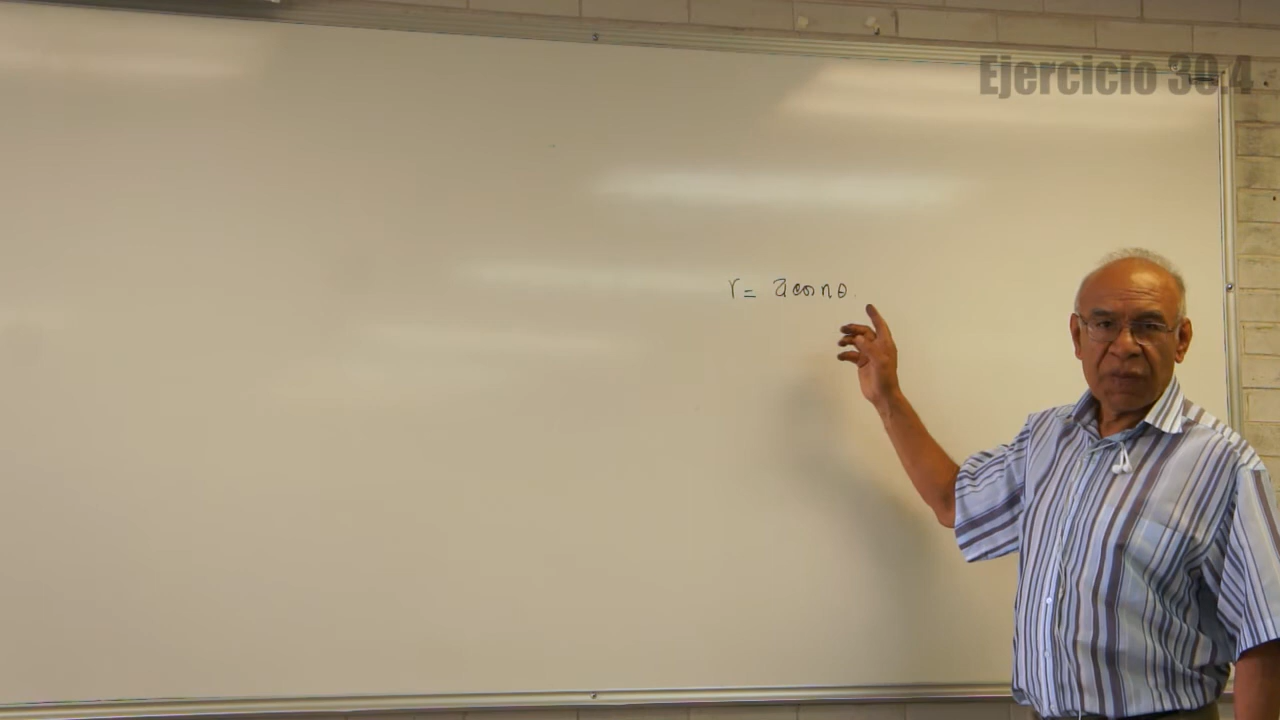 Ejercicio 30.4
r = a cos nθ